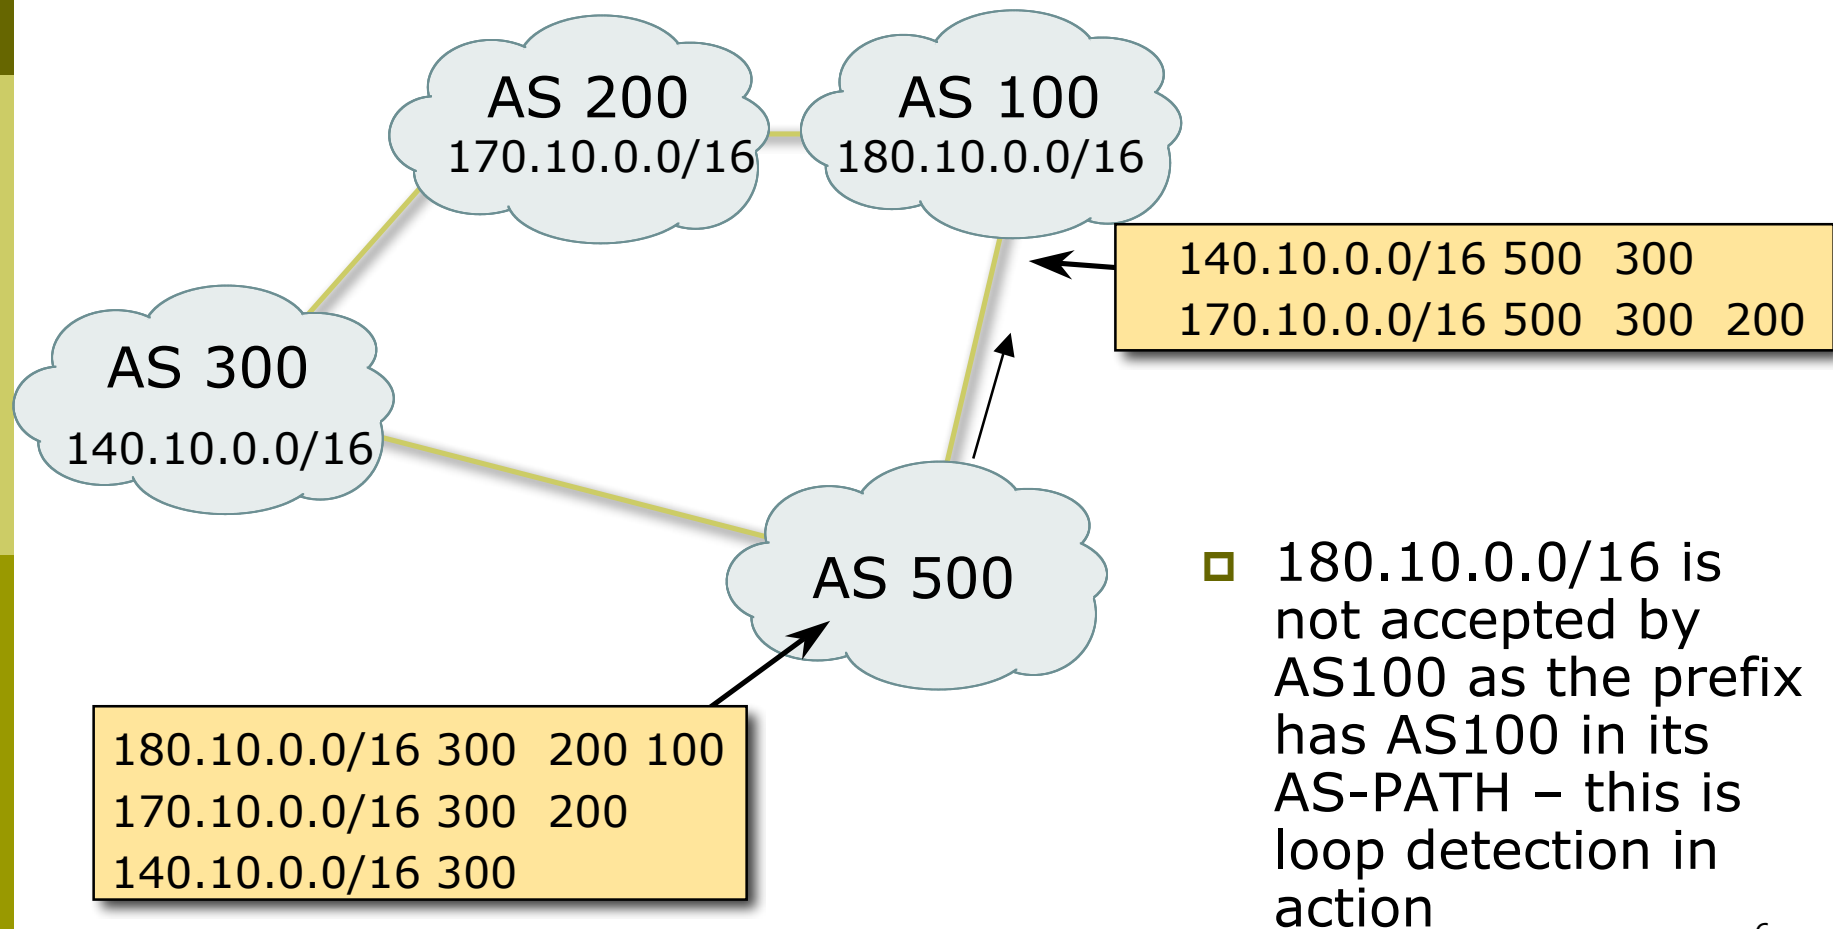 AS 200
170.10.0.0/16
AS 100
180.10.0.0/16
140.10.0.0/16 500 300
170.10.0.0/16 500 300 200
AS 300
140.10.0.0/16
AS 500
180.10.0.0/16 300 200 100
170.10.0.0/16 300 200
140.10.0.0/16 300
180.10.0.0/16 is
not accepted by
AS100 as the prefix
has AS100 in its
AS-PATH – this is
loop detection in
action